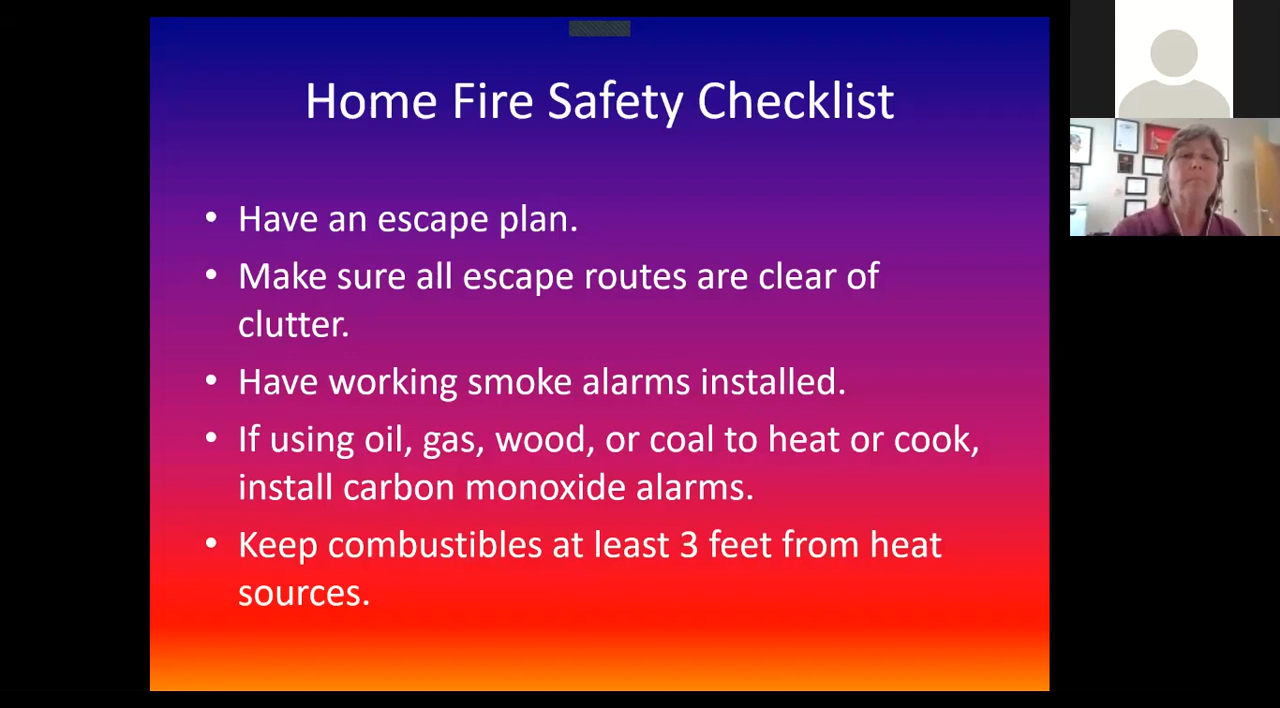 Home Fire Safety Checklist
• Have an escape plan.
• Make sure all escape routes are clear of
clutter.
• Have working smoke alarms installed.
• If using oil, gas, wood, or coal to heat or cook,
install carbon monoxide alarms.
• Keep combustibles at least 3 feet from heat
sources.